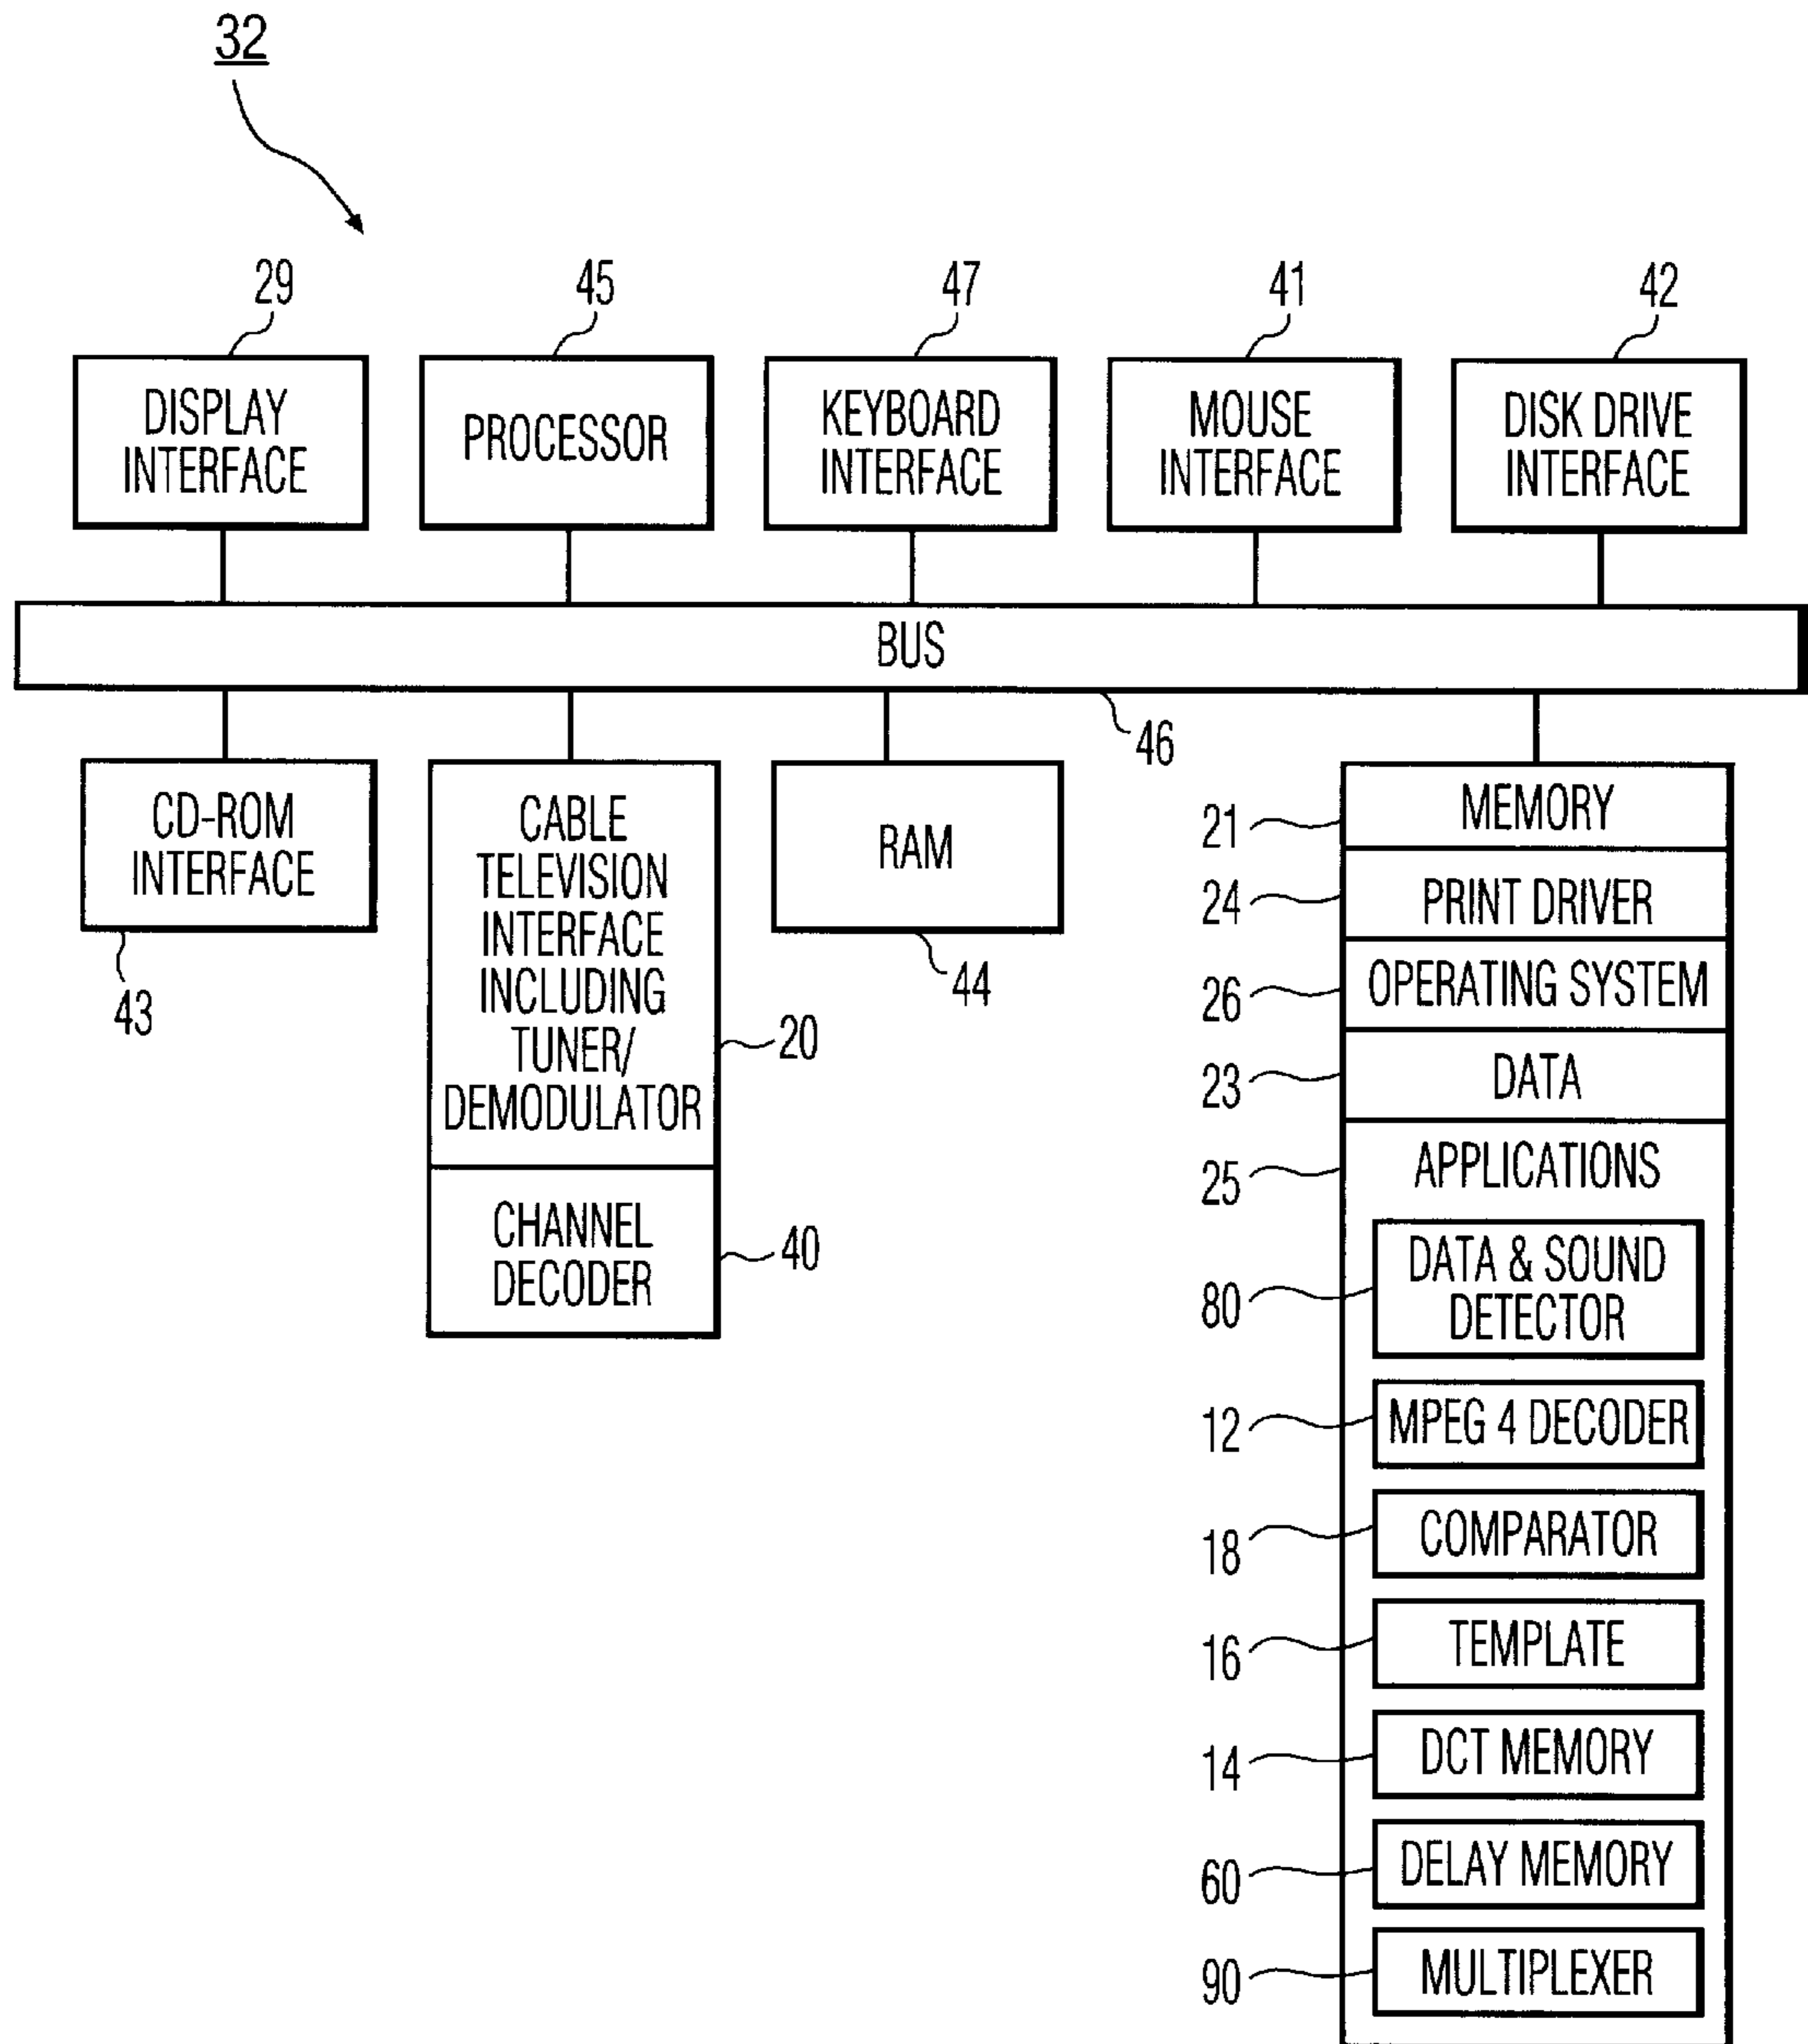 32
29
45
47
41
42
DISPLAY
INTERFACE
PROCESSOR
KEYBOARD
INTERFACE
MOUSE
INTERFACE
DISK DRIVE
INTERFACE
BUS
46
CD-ROM
INTERFACE
43
CABLE
TELEVISION
INTERFACE
INCLUDING
TUNER/
DEMODULATOR
20
CHANNEL
DECODER
40
RAM
44
21
MEMORY
24
PRINT DRIVER
26
OPERATING SYSTEM
23
DATA
25
APPLICATIONS
80
DATA & SOUND
DETECTOR
12
MPEG 4 DECODER
18
COMPARATOR
16
TEMPLATE
14
DCT MEMORY
60
DELAY MEMORY
90
MULTIPLEXER